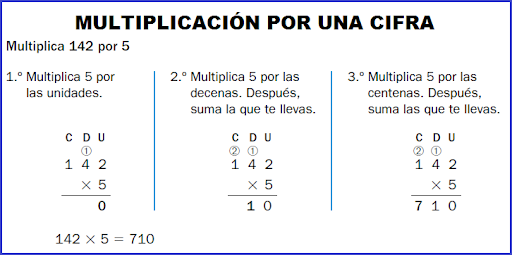 MULTIPLICACIÓN POR UNA CIFRA
Multiplica 142 por 5
1.º Multiplica 5 por
las unidades.
C D U
①
1 4 2
× 5
0
2.º Multiplica 5 por las
decenas. Después,
suma la que te llevas.
C D U
② ①
1 4 2
× 5
1 0
3.º Multiplica 5 por las
centenas. Después,
suma las que te llevas.
C D U
② ①
1 4 2
× 5
7 1 0
142 × 5 = 710